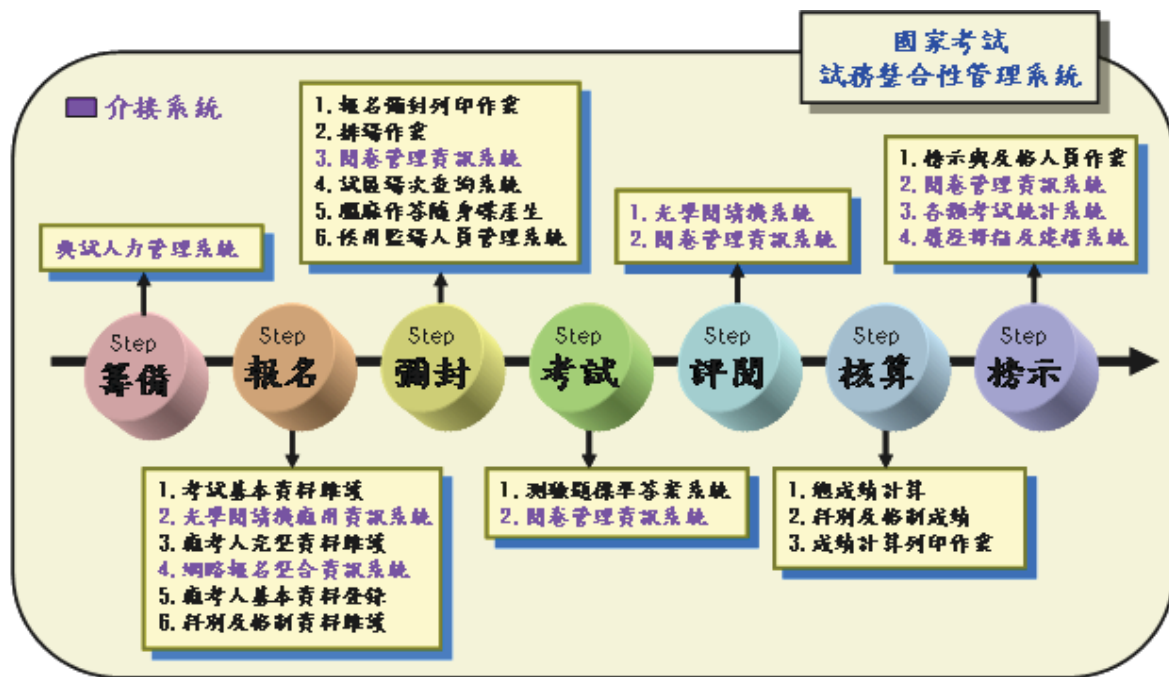 國家考試
試務整合性管理系統
介接系統
1. 報名彌封列印作業
2. 排場作業
3. 閱卷管理資訊系統
4. 試區場次查詢系統
5. 腦麻作答隨身碟產生
6. 候用監場人員管理系統
1. 榜示與及格人員作業
2. 閱卷管理資訊系統
3. 各類考試統計系統
4. 履歷掃描及建檔系統
1. 光學閱讀機系統
2. 閱卷管理資訊系統
典試人力管理系統
Step
籌備
Step
報名
Step
彌封
Step
考試
Step
評閱
Step
核算
Step
榜示
1. 考試基本資料維護
2. 光學閱讀機應用資訊系統
3. 應考人完整資料維護
4. 網路報名整合資訊系統
5. 應考人基本資料登錄
6. 科別及格制資料維護
1. 測驗題標準答案系統
2. 閱卷管理資訊系統
1. 總成績計算
2. 科別及格制成績
3. 成績計算列印作業